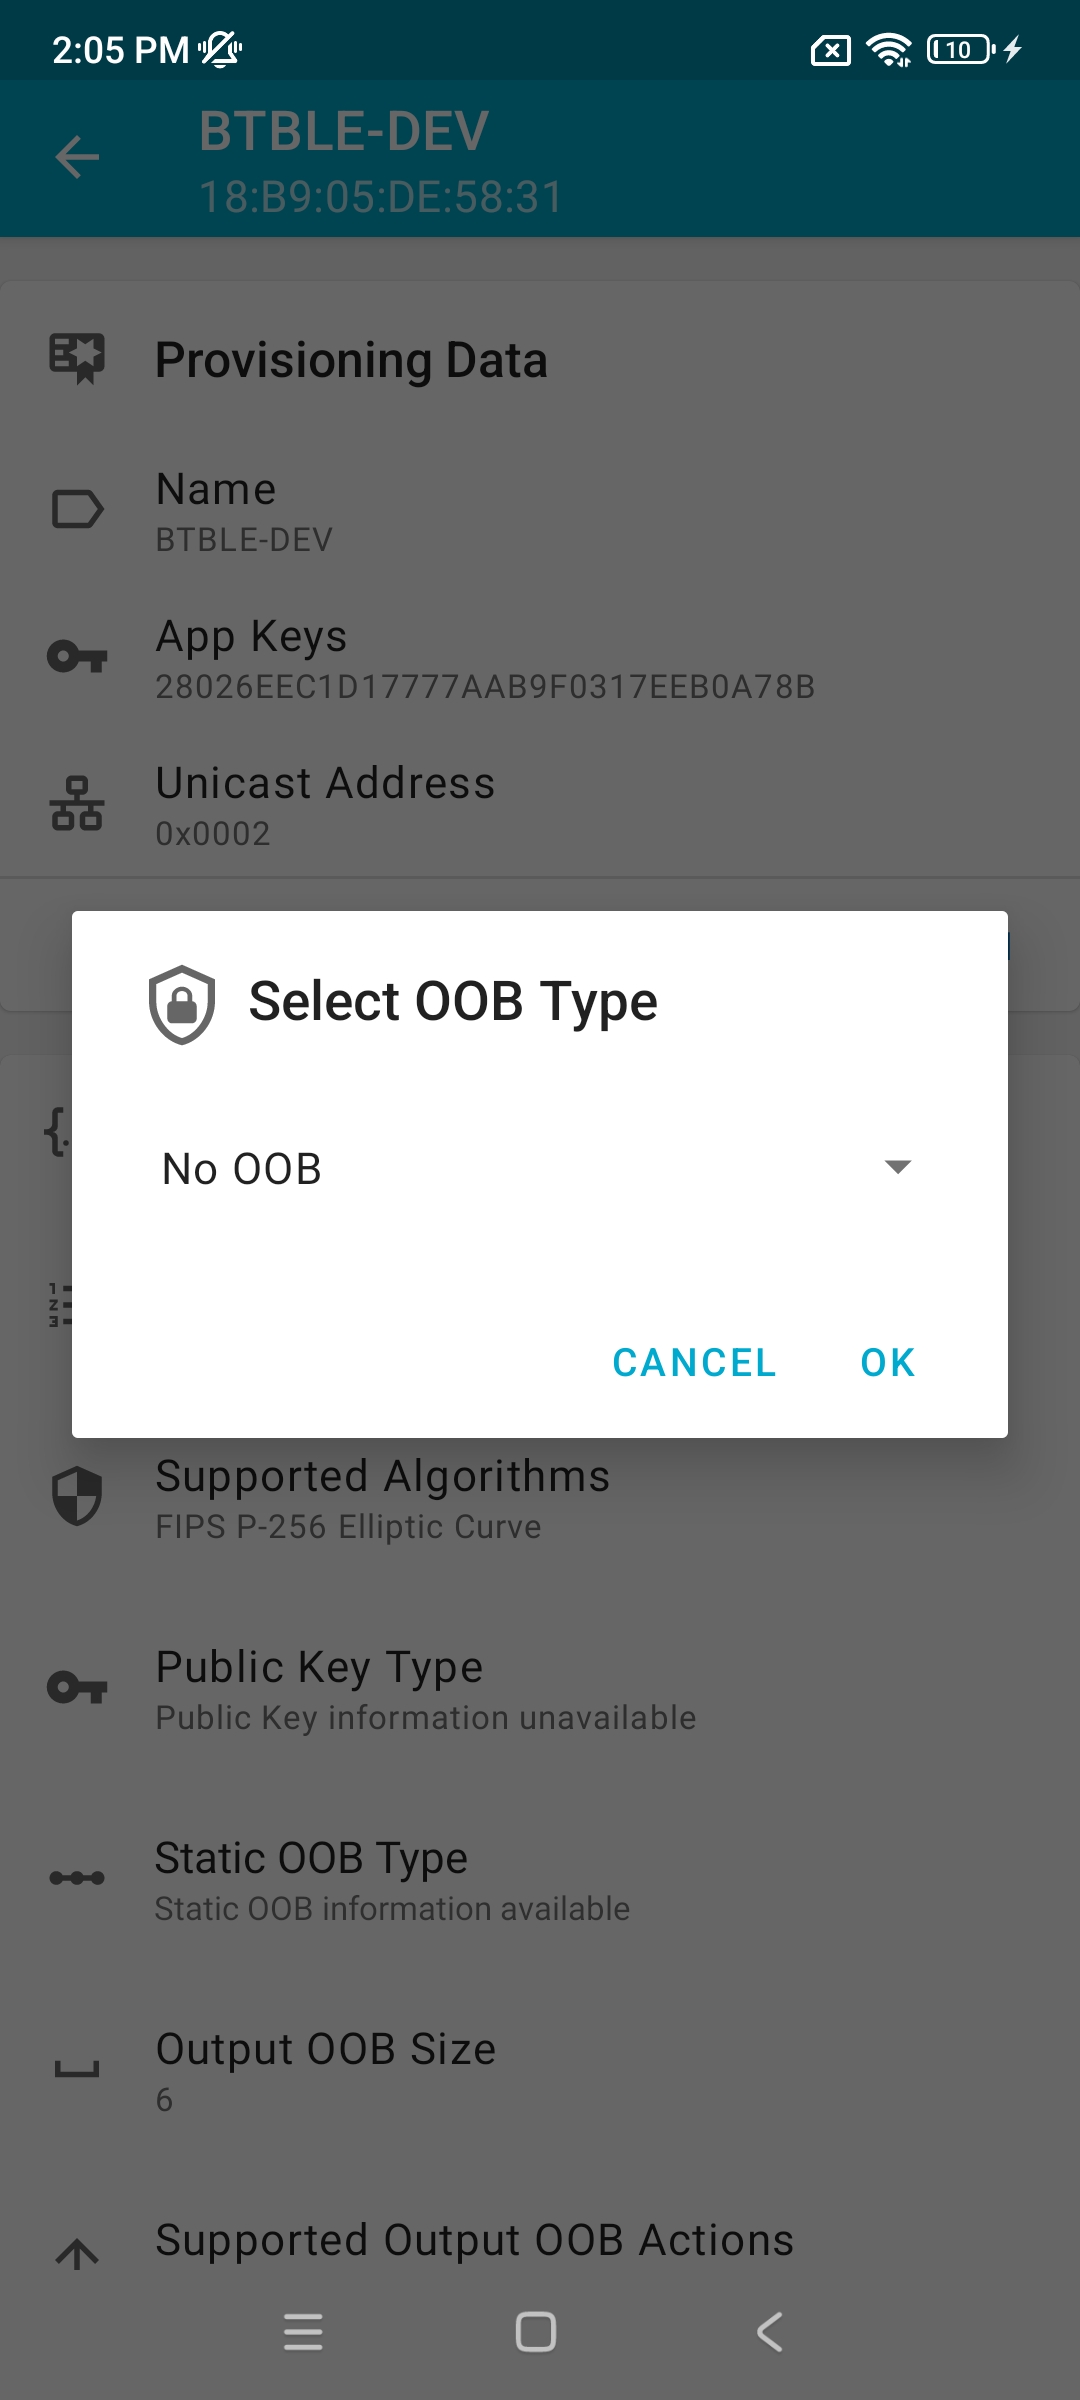 2:05 PM
10
BTBLE-DEV
18:B9:05:DE:58:31
Provisioning Data
Name
BTBLE-DEV
App Keys
28026EEC1D17777AAB9F0317EEB0A78B
Unicast Address
0x0002
Select OOB Type
No OOB
CANCEL OK
Supported Algorithms
FIPS P-256 Elliptic Curve
Public Key Type
Public Key information unavailable
Static OOB Type
Static OOB information available
Output OOB Size
6
Supported Output OOB Actions